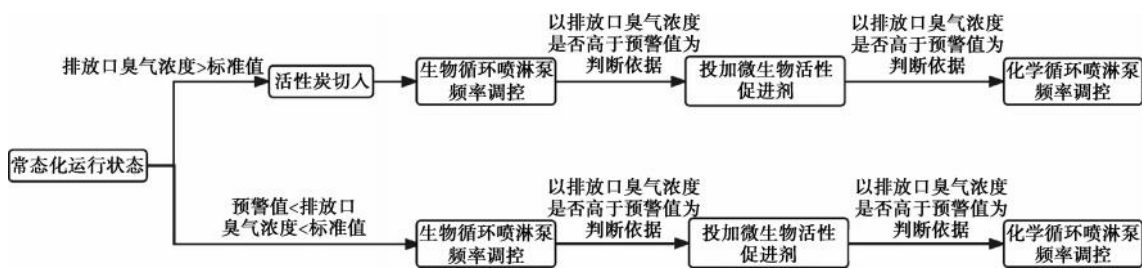 以排放口臭气浓度
是否高于预警值为
判断依据
以排放口臭气浓度
是否高于预警值为
判断依据
排放口臭气浓度>标准值
活性炭切入
生物循环喷淋泵
频率调控
投加微生物活性
促进剂
化学循环喷淋泵
频率调控
常态化运行状态
预警值<排放口
臭气浓度<标准值
以排放口臭气浓度
是否高于预警值为
判断依据
以排放口臭气浓度
是否高于预警值为
判断依据
生物循环喷淋泵
频率调控
投加微生物活性
促进剂
化学循环喷淋泵
频率调控